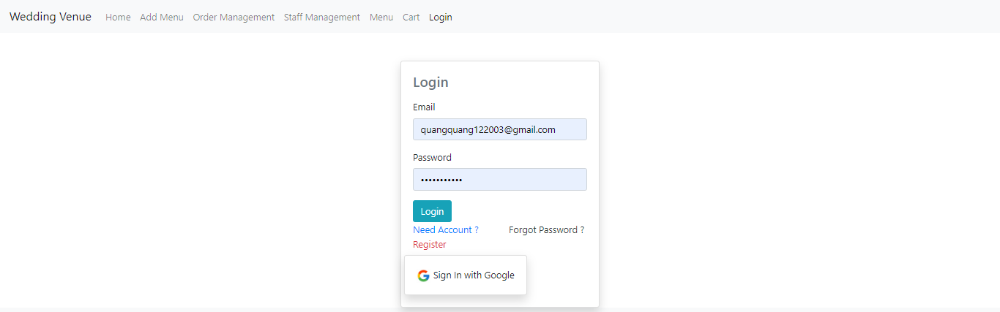 Wedding Venue Home Add Menu Order Management Staff Management Menu Cart Login
Login
Email
quangquang122003@gmail.com
Password
•••••••••••
Login
Need Account ? Forgot Password ?
Register
Sign In with Google